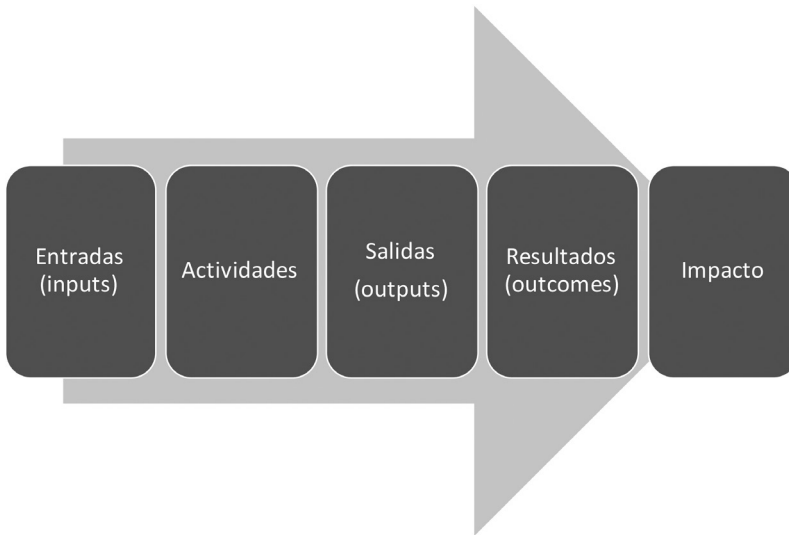 Entradas
(inputs)
Actividades
Salidas
(outputs)
Resultados
(outcomes)
Impacto